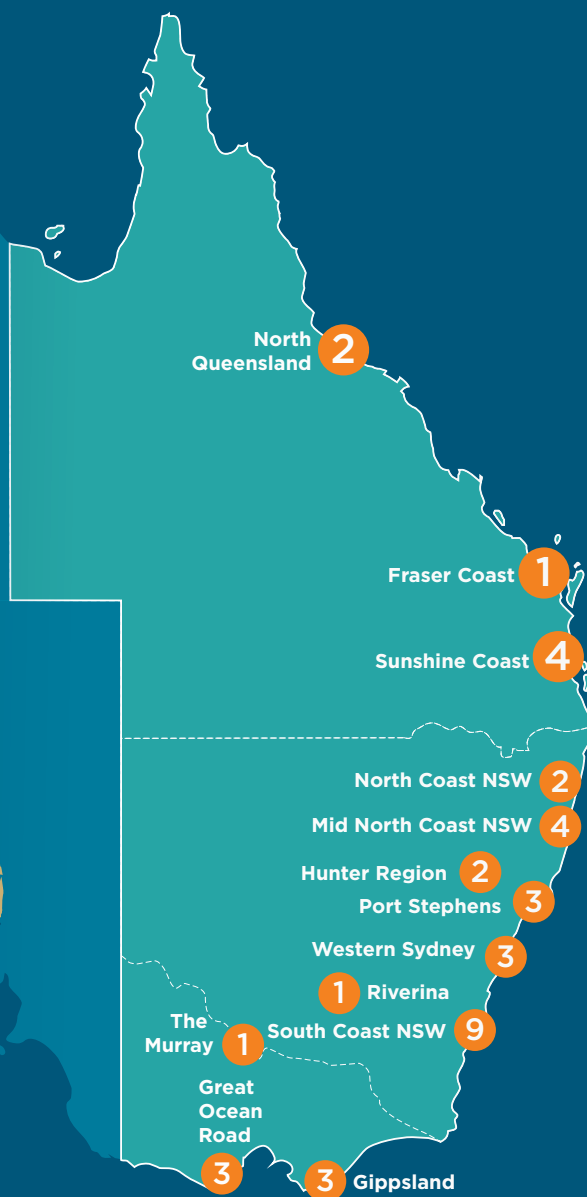 North
Queensland
2
Fraser Coast
1
Sunshine Coast
4
North Coast NSW
2
Mid North Coast NSW
4
Hunter Region
2
Port Stephens
3
Western Sydney
3
1
Riverina
South Coast NSW
9
The
Murray
1
Great
Ocean
Road
3
3
Gippsland